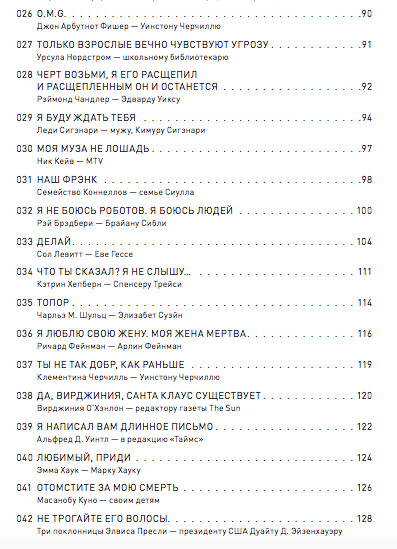 026 O.M.G. . . . . . . . . . . . . . . . . . . . . . . . . . . . . 90
Джон Арбутнот Фишер — Уинстону Черчиллю
027 ТОЛЬКО ВЗРОСЛЫЕ ВЕЧНО ЧУВСТВУЮТ УГРОЗУ . . . . . . . . . . 91
Урсула Нордстром — школьному библиотекарю
028 ЧЕРТ ВОЗЬМИ, Я ЕГО РАСЩЕПИЛ
И РАСЩЕПЛЕННЫМ ОН И ОСТАНЕТСЯ . . . . . . . . . . . . . . 92
Рэймонд Чандлер — Эдварду Уиксу
029 Я БУДУ ЖДАТЬ ТЕБЯ . . . . . . . . . . . . . . . . . . . . . 94
Леди Сигэнари — мужу, Кимуру Сигэнари
030 МОЯ МУЗА НЕ ЛОШАДЬ . . . . . . . . . . . . . . . . . . . . 97
Ник Кейв — MTV
031 НАШ ФРЭНК . . . . . . . . . . . . . . . . . . . . . . . . . 98
Семейство Коннеллов — семье Сиулла
032 Я НЕ БОЮСЬ РОБОТОВ. Я БОЮСЬ ЛЮДЕЙ . . . . . . . . . . . . 100
Рэй Брэдбери — Брайану Сибли
033 ДЕЛАЙ. . . . . . . . . . . . . . . . . . . . . . . . . . . . 104
Сол Левитт — Еве Гессе
034 ЧТО ТЫ СКАЗАЛ? Я НЕ СЛЫШУ... . . . . . . . . . . . . . . . . 111
Кэтрин Хепберн — Спенсеру Трейси
035 ТОПОР . . . . . . . . . . . . . . . . . . . . . . . . . . . 114
Чарльз М. Шульц — Элизабет Суэйн
036 Я ЛЮБЛЮ СВОЮ ЖЕНУ. МОЯ ЖЕНА МЕРТВА. . . . . . . . . . . . 116
Ричард Фейнман — Арлин Фейнман
037 ТЫ НЕ ТАК ДОБР, КАК РАНЬШЕ . . . . . . . . . . . . . . . . 119
Клементина Черчилль — Уинстону Черчиллю
038 ДА, ВИРДЖИНИЯ, САНТА КЛАУС СУЩЕСТВУЕТ . . . . . . . . . . 120
Вирджиния О'Хэнлон — редактору газеты The Sun
039 Я НАПИСАЛ ВАМ ДЛИННОЕ ПИСЬМО . . . . . . . . . . . . . . . 122
Альфред Д. Уинтл — в редакцию «Таймс»
040 ЛЮБИМЫЙ, ПРИДИ . . . . . . . . . . . . . . . . . . . . . . 124
Эмма Хаук — Марку Хауку
041 ОТОМСТИТЕ ЗА МОЮ СМЕРТЬ . . . . . . . . . . . . . . . . . . 126
Масанобу Куно — своим детям
042 НЕ ТРОГАЙТЕ ЕГО ВОЛОСЫ. . . . . . . . . . . . . . . . . . . 128
Три поклонницы Элвиса Пресли — президенту США Дуайту Д. Эйзенхауэру